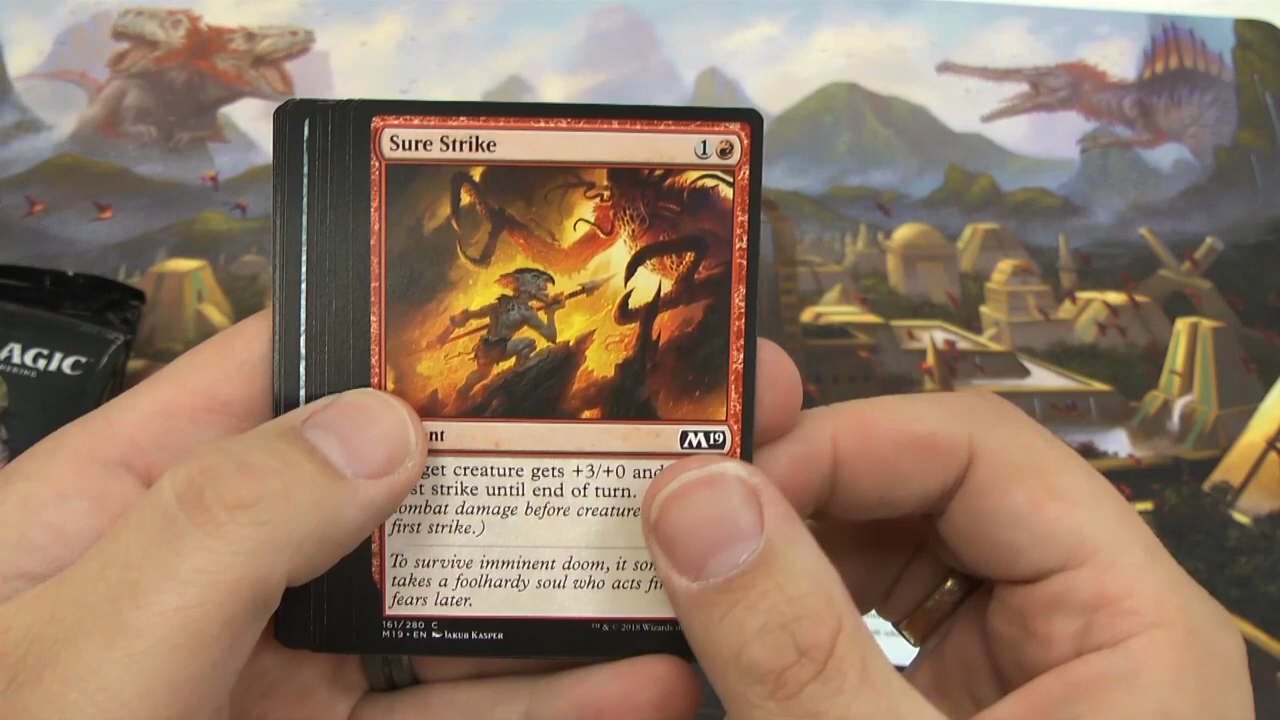 Sure Strike 1
nt M19
get creature gets +3/+0 and
st strike until end of turn.
ombat damage before creature
first strike.)
To survive imminent doom, it som
takes a foolhardy soul who acts fi
fears later.
161/280 C
M19 • EN Jakub Kasper
™ & © 2018 Wizards
AGIC